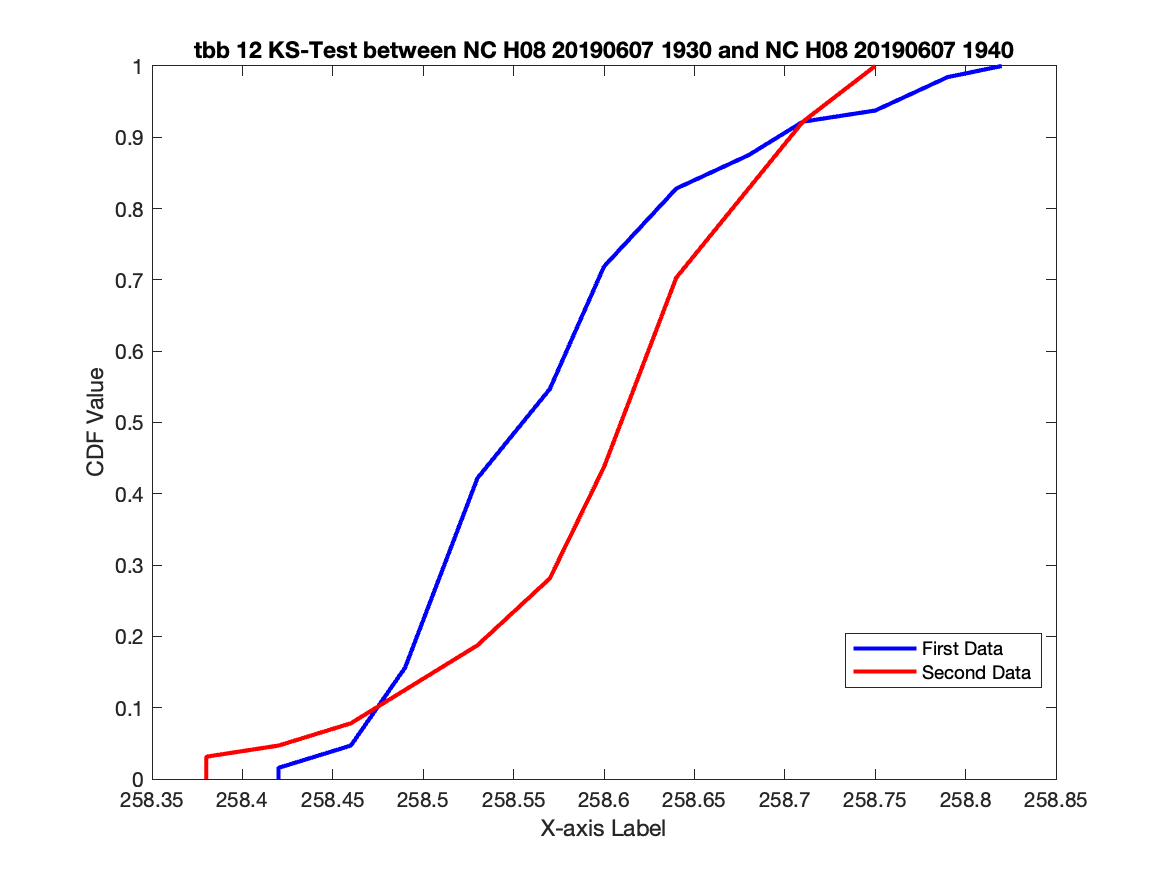 tbb 12 KS-Test between NC H08 20190607 1930 and NC H08 20190607 1940
1
0.9
0.8
0.7
0.6
0.5
0.4
0.3
0.2
0.1
0
CDF Value
First Data
Second Data
258.35 258.4 258.45 258.5 258.55 258.6 258.65 258.7 258.75 258.8 258.85
X-axis Label